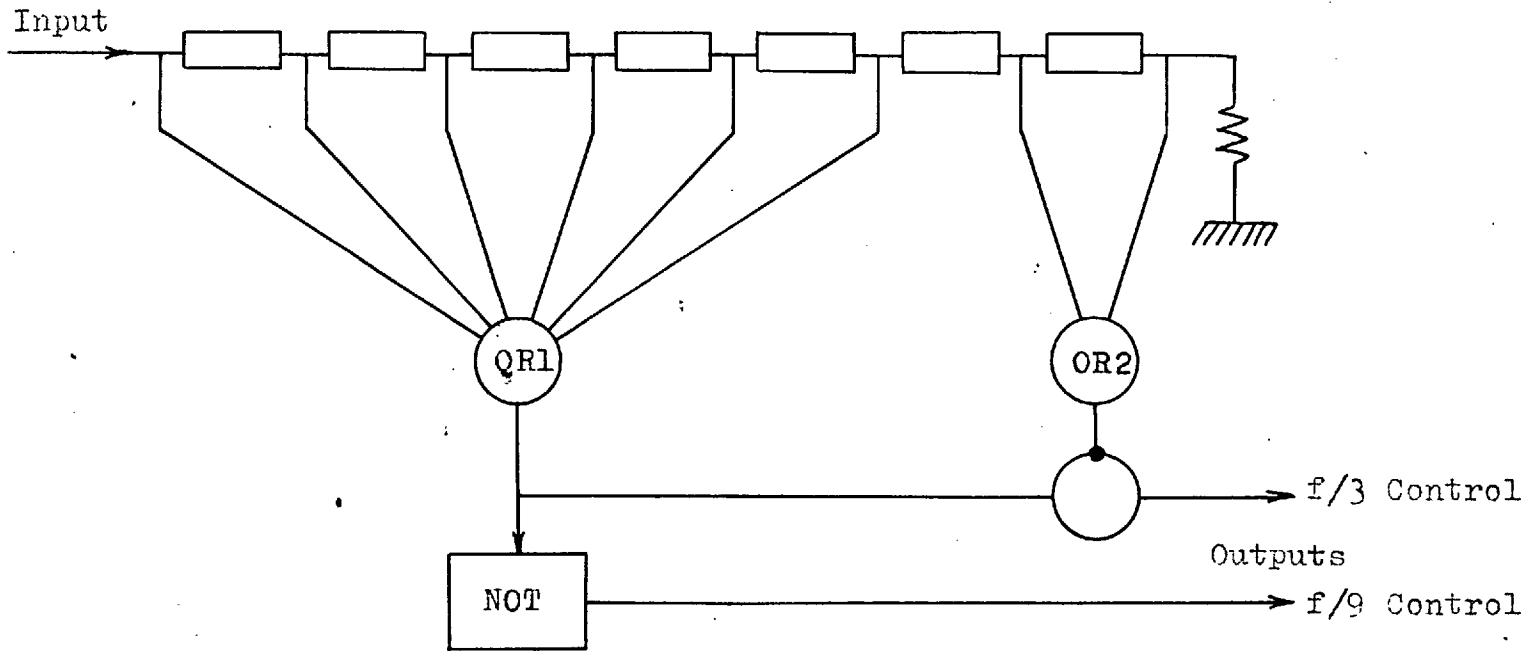 Input
QR1
OR2
f/3 Control
Outputs
NOT
f/9 Control